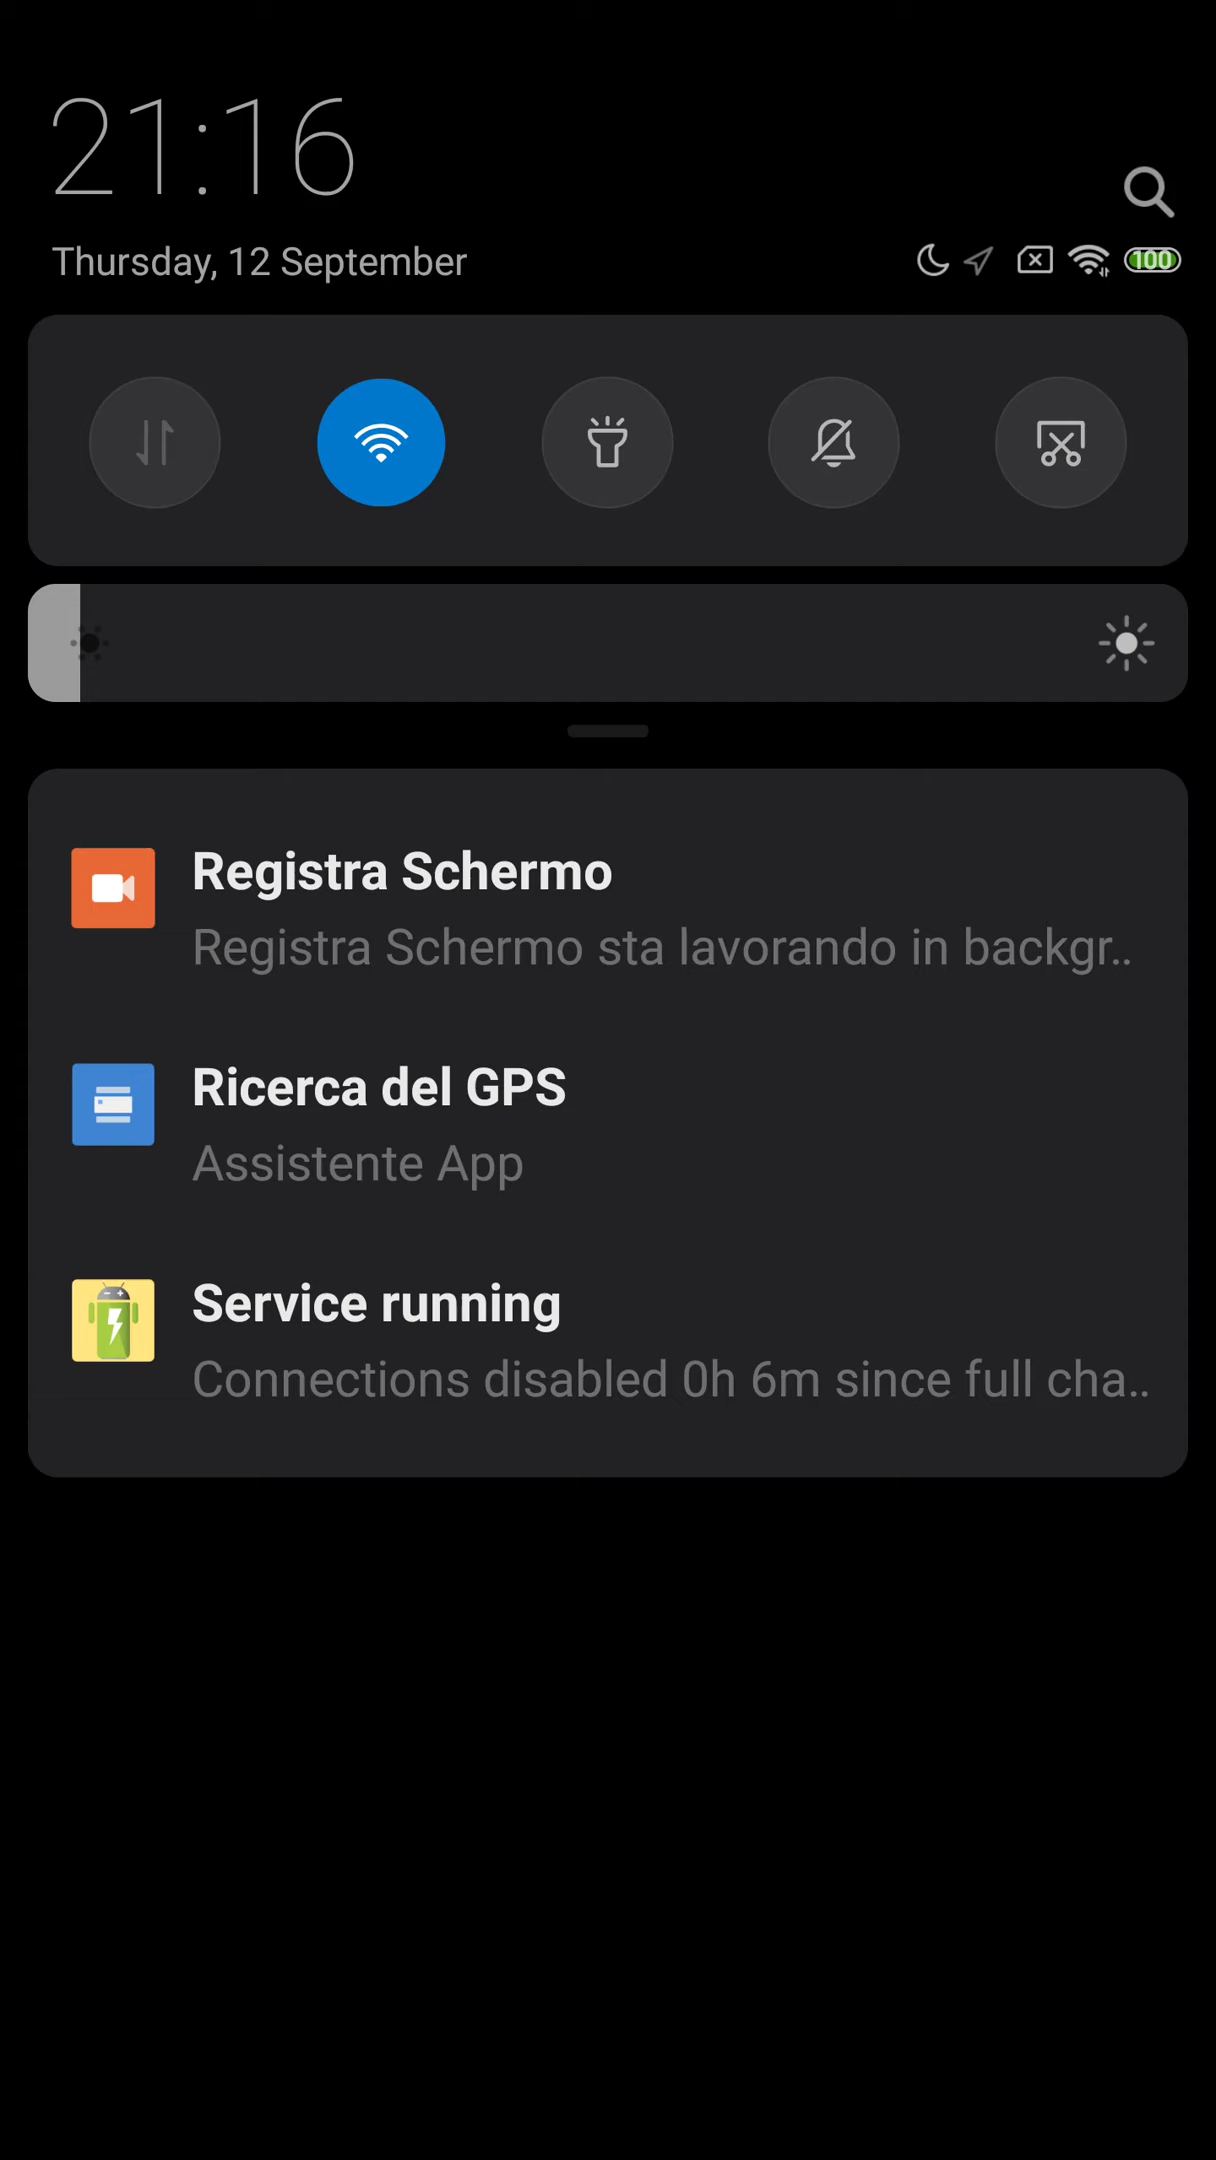 21:16
Thursday, 12 September
100
Registra Schermo
Registra Schermo sta lavorando in backgr..
Ricerca del GPS
Assistente App
Service running
Connections disabled 0h 6m since full cha..